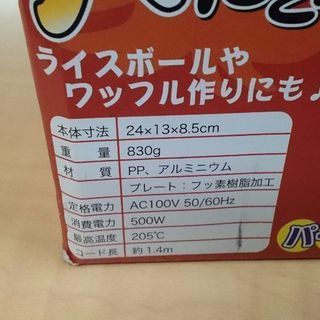 ライスボールや
ワッフル作りにも♪
本体寸法 24×13×8.5cm
重量 830g
材質 PP、アルミニウム
プレート：フッ素樹脂加工
定格電力 AC100V 50/60Hz
消費電力 500W
最高温度 205℃
コード長 約1.4m
パ